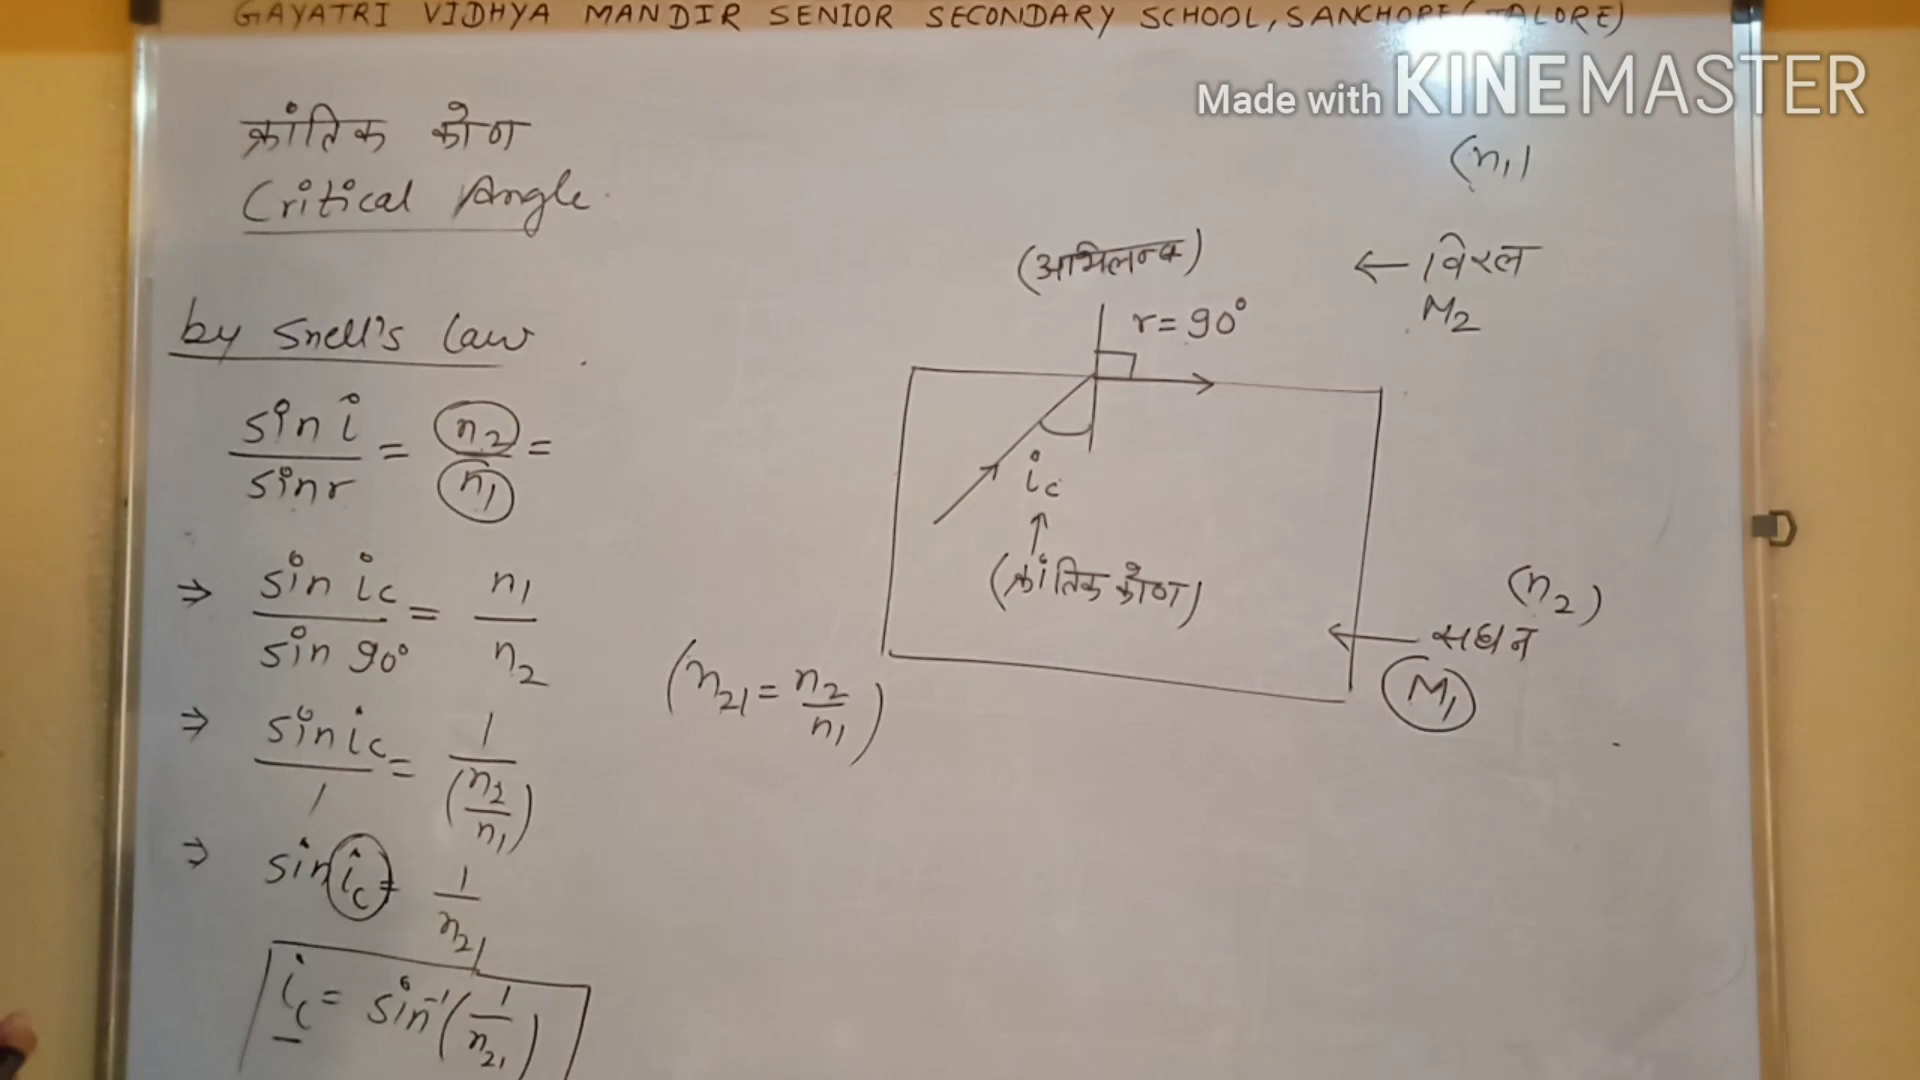 GAYATRI VIDHYA MANDIR SENIOR SECONDARY SCHOOL, SANCHORE (JALORE)
Made with KINEMASTER
क्रांतिक कोण
Critical Angle
by Snell's Law
sin i / sin r = n2 / n1 =
⇒ sin ic / sin 90° = n1 / n2
⇒ sin ic / 1 = 1 / (n2 / n1)
⇒ sin ic = 1 / n21
ic = sin⁻¹ (1 / n21)
(n21 = n2 / n1)
(n1)
(अभिलम्ब)
← विरल
M2
r = 90°
ic
↑
(क्रांतिक कोण)
(n2)
← सघन
M1